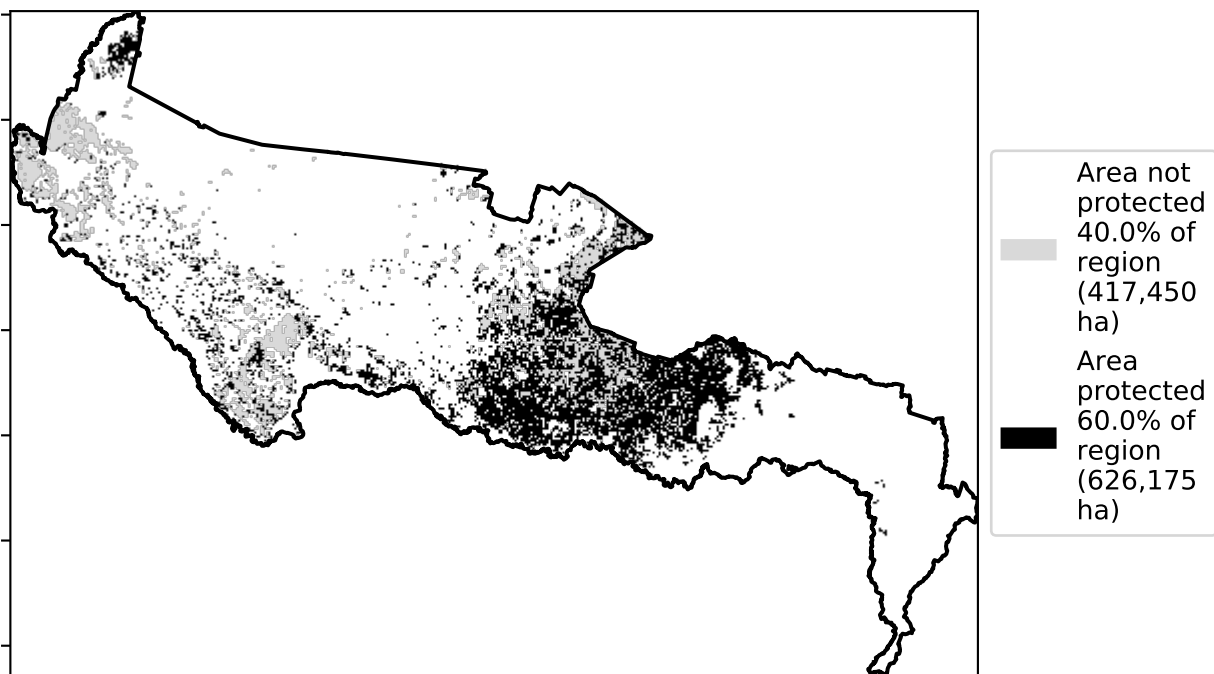 Area not
protected
40.0% of
region
(417,450
ha)
Area
protected
60.0% of
region
(626,175
ha)